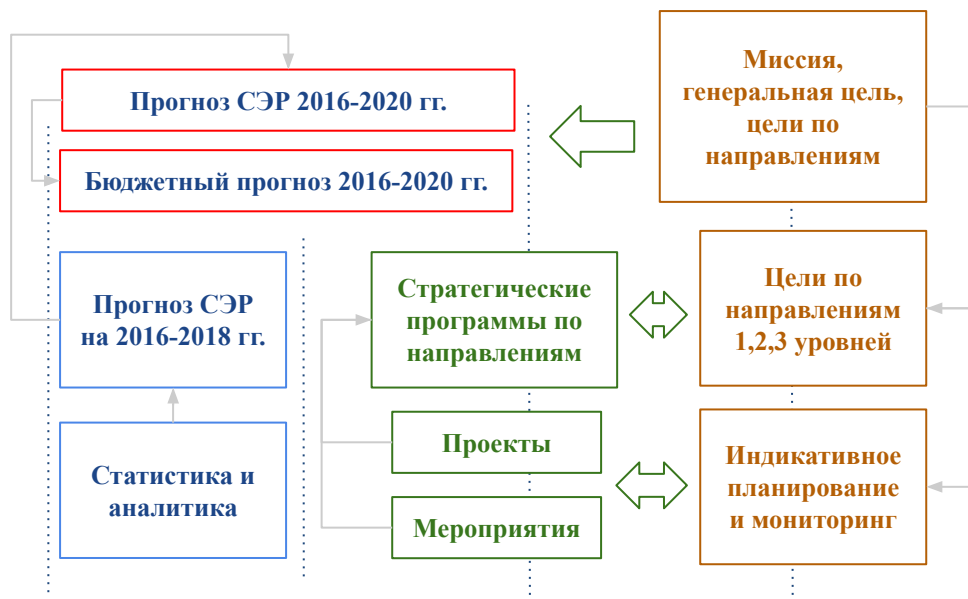 Прогноз СЭР 2016-2020 гг.
Бюджетный прогноз 2016-2020 гг.
Миссия,
генеральная цель,
цели по
направлениям
Прогноз СЭР
на 2016-2018 гг.
Стратегические
программы по
направлениям
Цели по
направлениям
1,2,3 уровней
Статистика и
аналитика
Проекты
Мероприятия
Индикативное
планирование
и мониторинг